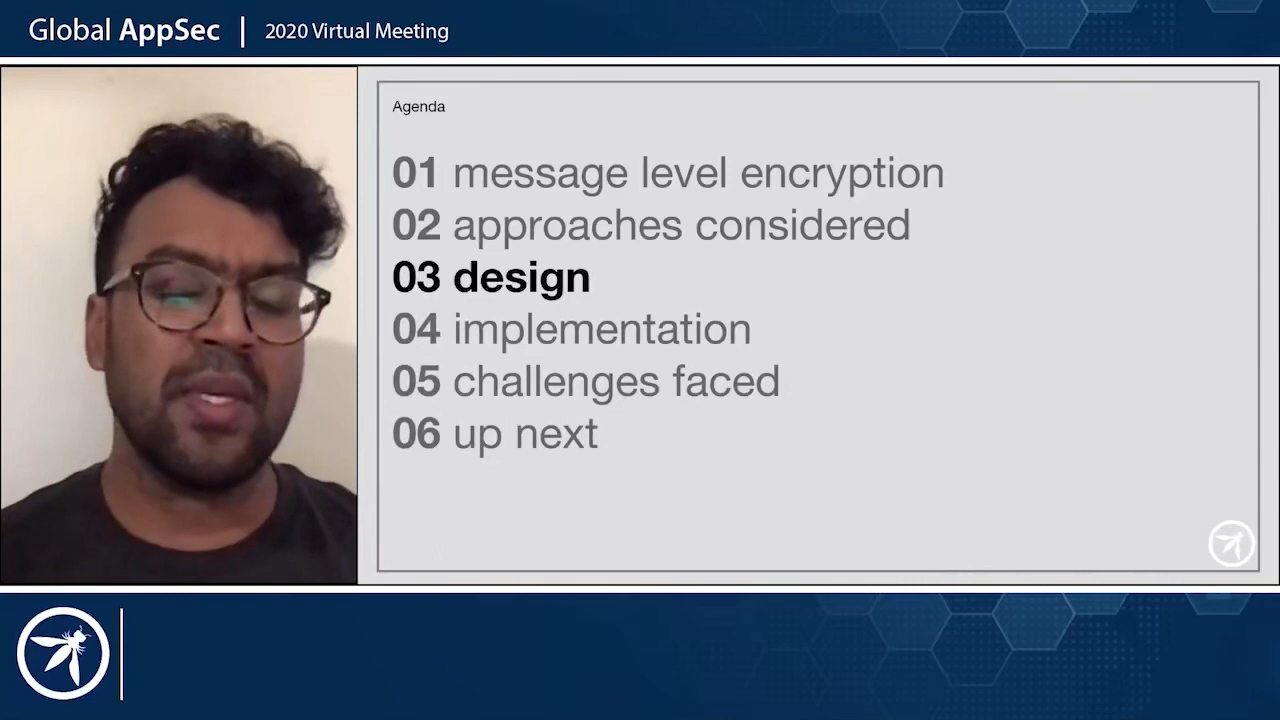 Global AppSec | 2020 Virtual Meeting
Agenda
01 message level encryption
02 approaches considered
03 design
04 implementation
05 challenges faced
06 up next